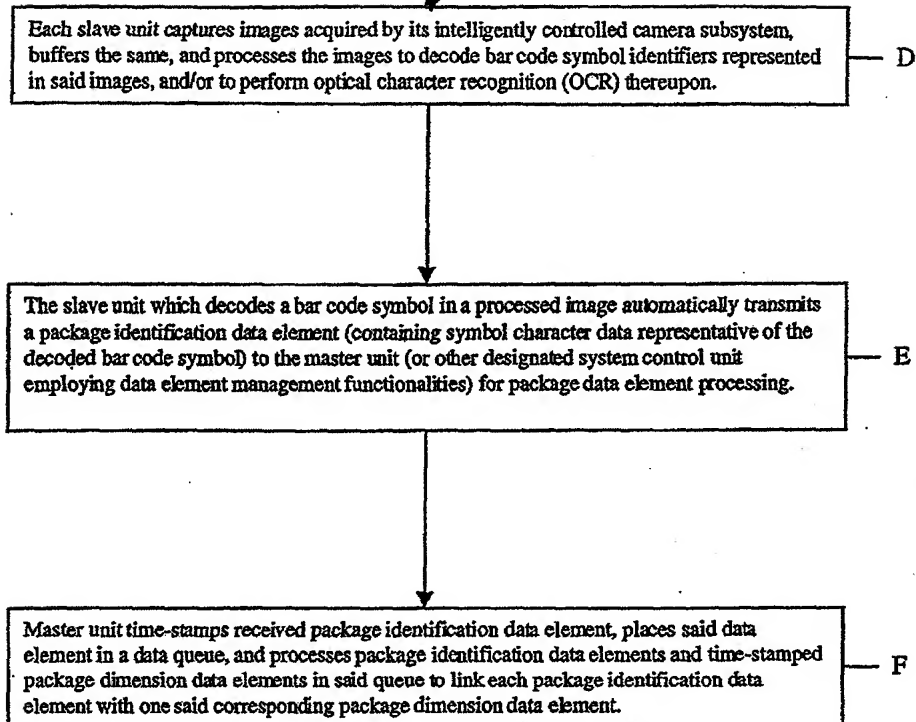 Each slave unit captures images acquired by its intelligently controlled camera subsystem,
buffers the same, and processes the images to decode bar code symbol identifiers represented
in said images, and/or to perform optical character recognition (OCR) thereupon.
D
The slave unit which decodes a bar code symbol in a processed image automatically transmits
a package identification data element (containing symbol character data representative of the
decoded bar code symbol) to the master unit (or other designated system control unit
employing data element management functionalities) for package data element processing.
E
Master unit time-stamps received package identification data element, places said data
element in a data queue, and processes package identification data elements and time-stamped
package dimension data elements in said queue to link each package identification data
element with one said corresponding package dimension data element.
F